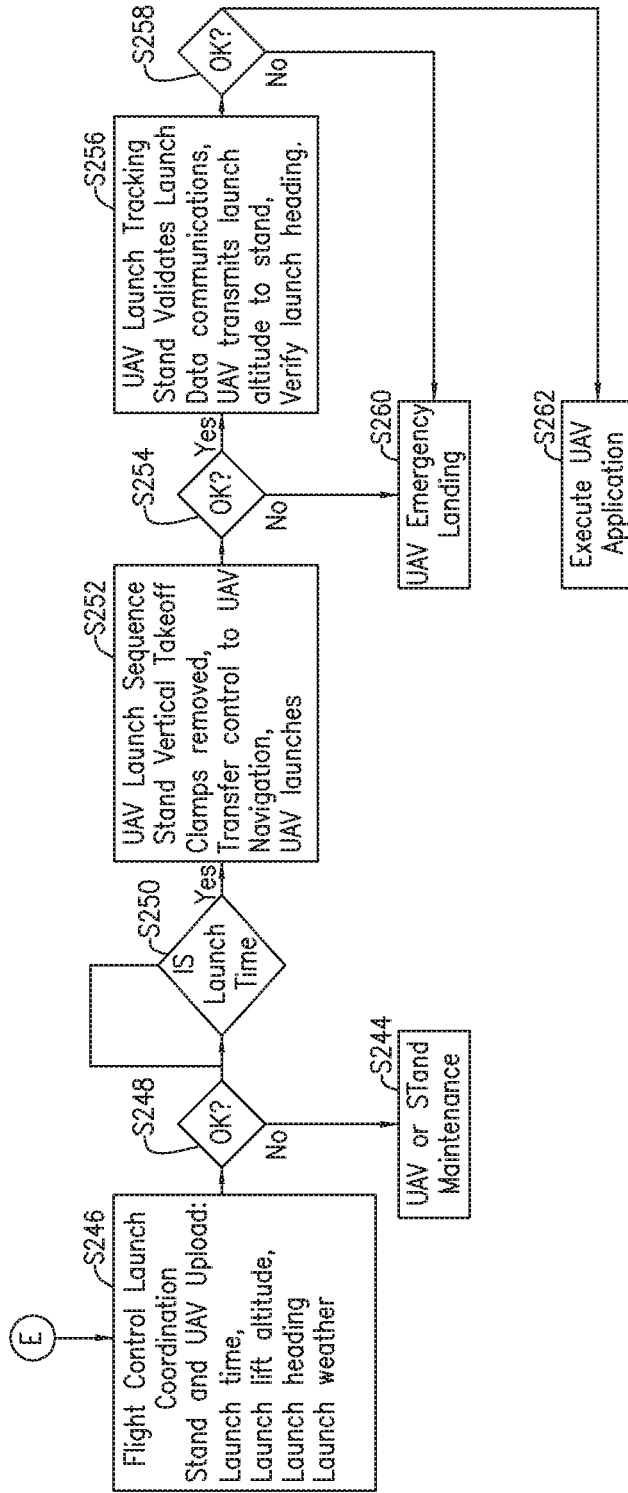 E
S246
Flight Control Launch
Coordination
Stand and UAV Upload:
Launch time,
Launch lift altitude,
Launch heading
Launch weather
S248
OK?
No
S244
UAV or STand
Maintenance
S250
IS
Launch
Time
Yes
S252
UAV Launch Sequence
Stand Vertical Takeoff
Clamps removed,
Transfer control to UAV
Navigation,
UAV launches
S254
OK?
Yes
No
S256
UAV Launch Tracking
Stand Validates Launch
Data communications,
UAV transmits launch
altitude to stand,
Verify launch heading.
S258
OK?
No
S260
UAV Emergency
Landing
S262
Execute UAV
Application